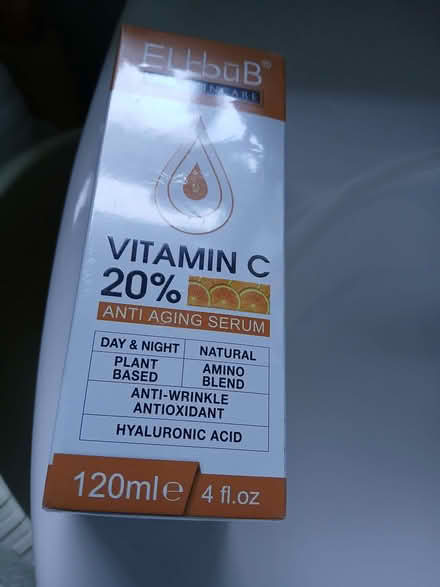 ELFbūB®
VITAMIN C
20%
ANTI AGING SERUM
DAY & NIGHT
NATURAL
PLANT
BASED
AMINO
BLEND
ANTI-WRINKLE
ANTIOXIDANT
HYALURONIC ACID
120ml℮
4 fl.oz